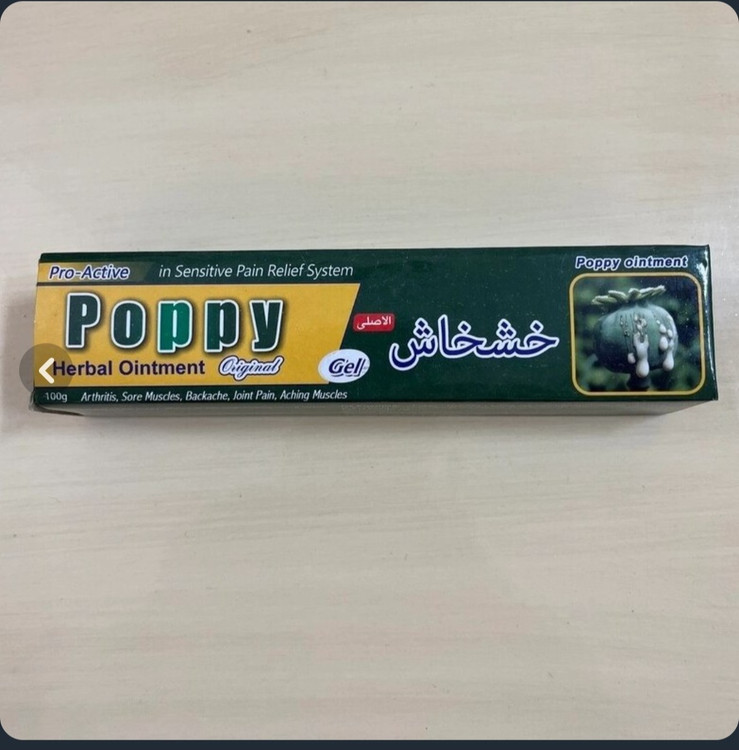 Pro-Active in Sensitive Pain Relief System
Poppy
Herbal Ointment Original
Gel
100g Arthritis, Sore Muscles, Backache, Joint Pain, Aching Muscles
الاصلی
خشخاش
Poppy ointment